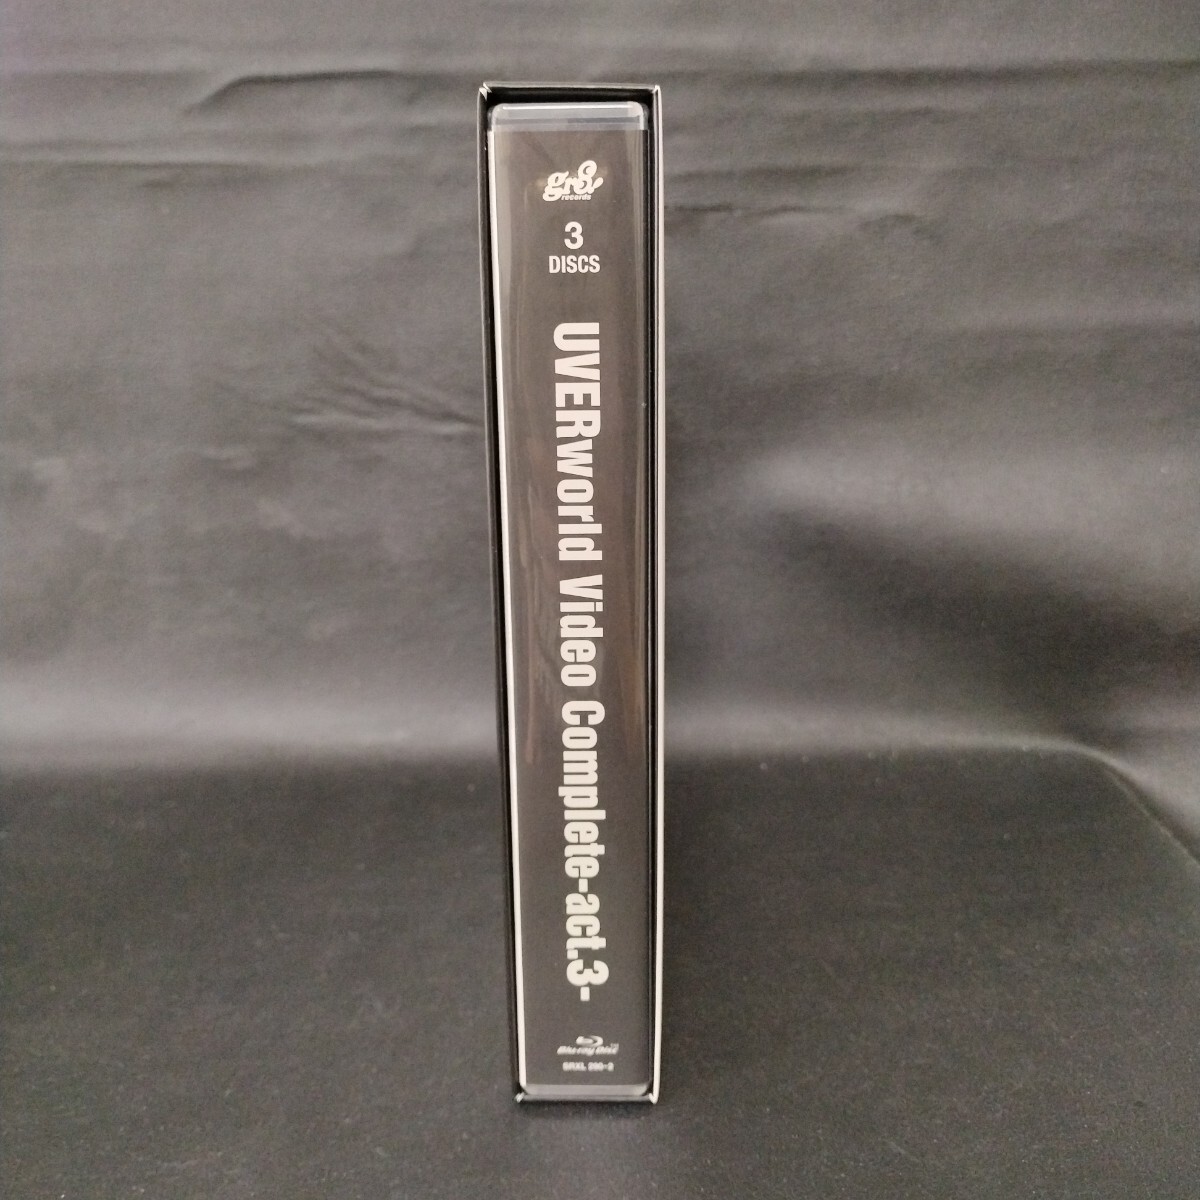 gr8!
records
3
DISCS
UVERworld Video Complete-act.3-
Blu-ray Disc